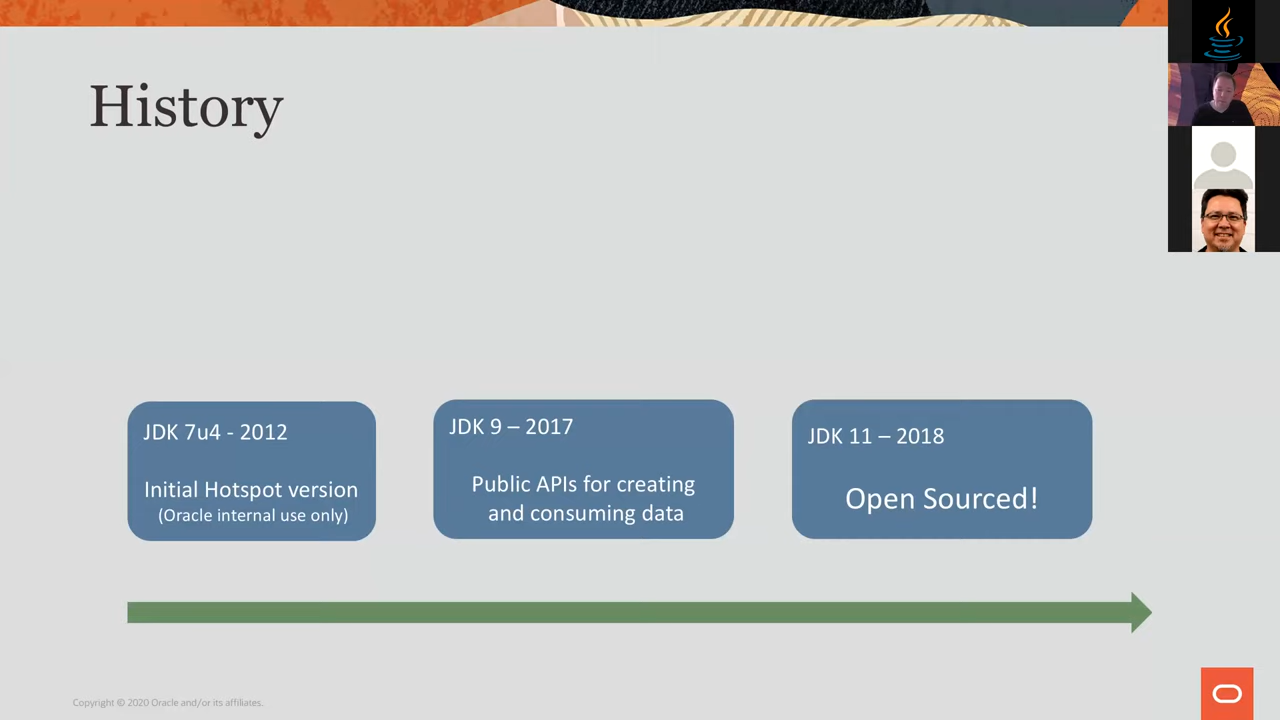 History
JDK 7u4 - 2012
Initial Hotspot version
(Oracle internal use only)
JDK 9 – 2017
Public APIs for creating
and consuming data
JDK 11 – 2018
Open Sourced!
Copyright © 2020 Oracle and/or its affiliates.